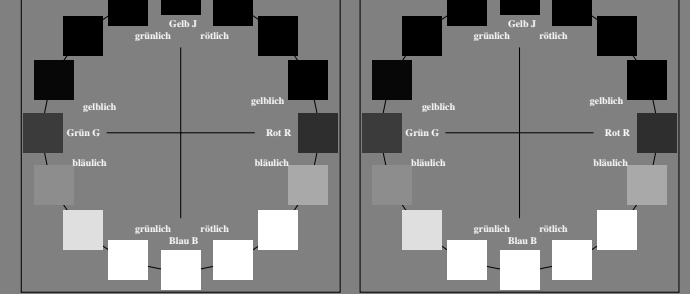 Gelb J
grünlich rötlich
gelblich
gelblich
Grün G Rot R
bläulich bläulich
grünlich rötlich
Blau B
Gelb J
grünlich rötlich
gelblich
gelblich
Grün G Rot R
bläulich bläulich
grünlich rötlich
Blau B